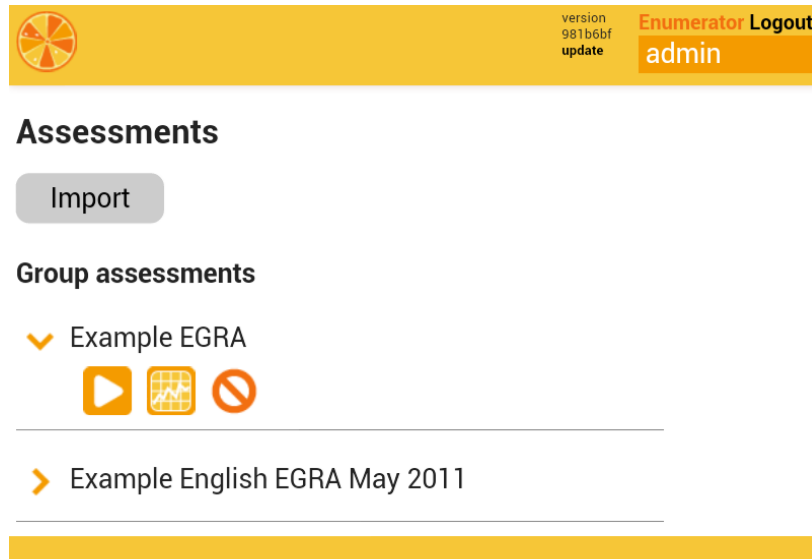 version
981b6bf
update
Enumerator Logout
admin
Assessments
Import
Group assessments
Example EGRA
Example English EGRA May 2011